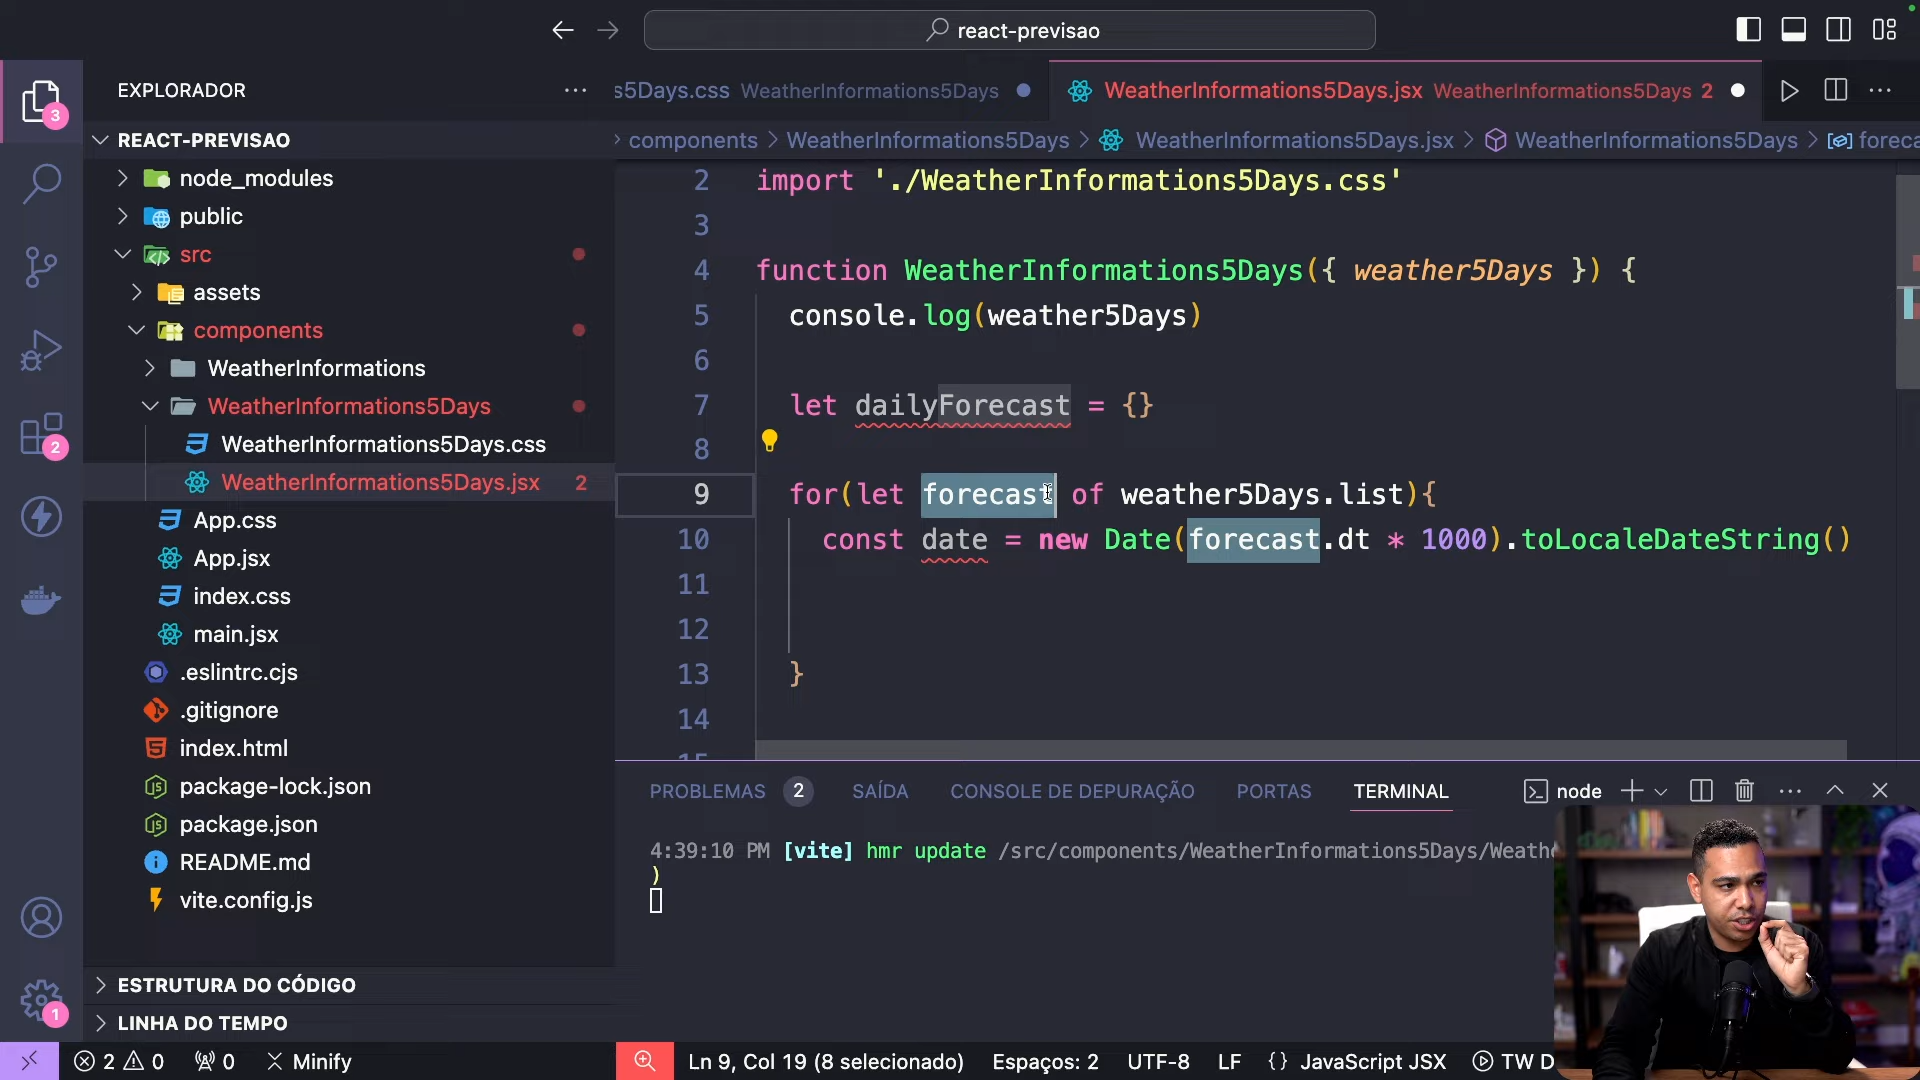 react-previsao
EXPLORADOR
REACT-PREVISAO
node_modules
public
src
assets
components
WeatherInformations
WeatherInformations5Days
WeatherInformations5Days.css
WeatherInformations5Days.jsx 2
App.css
App.jsx
index.css
main.jsx
.eslintrc.cjs
.gitignore
index.html
package-lock.json
package.json
README.md
vite.config.js
ESTRUTURA DO CÓDIGO
LINHA DO TEMPO
3
2
1
s5Days.css WeatherInformations5Days
WeatherInformations5Days.jsx WeatherInformations5Days 2
components > WeatherInformations5Days > WeatherInformations5Days.jsx > WeatherInformations5Days > foreca
2 import './WeatherInformations5Days.css'
3
4 function WeatherInformations5Days({ weather5Days }) {
5 console.log(weather5Days)
6
7 let dailyForecast = {}
8
9 for(let forecast of weather5Days.list){
10 const date = new Date(forecast.dt * 1000).toLocaleDateString()
11
12
13 }
14
PROBLEMAS 2 SAÍDA CONSOLE DE DEPURAÇÃO PORTAS TERMINAL node
4:39:10 PM [vite] hmr update /src/components/WeatherInformations5Days/Weath
)
2 0 0 Minify Ln 9, Col 19 (8 selecionado) Espaços: 2 UTF-8 LF {} JavaScript JSX TW D